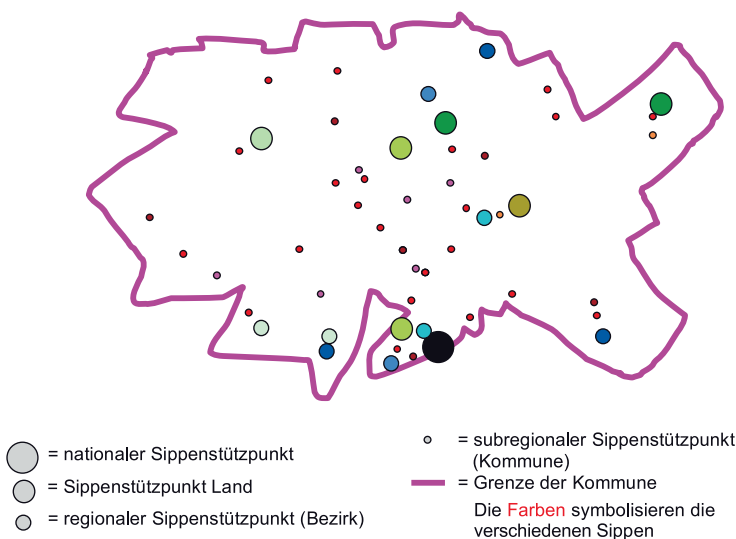 = nationaler Sippenstützpunkt
= Sippenstützpunkt Land
= regionaler Sippenstützpunkt (Bezirk)
= subregionaler Sippenstützpunkt
(Kommune)
= Grenze der Kommune
Die Farben symbolisieren die
verschiedenen Sippen